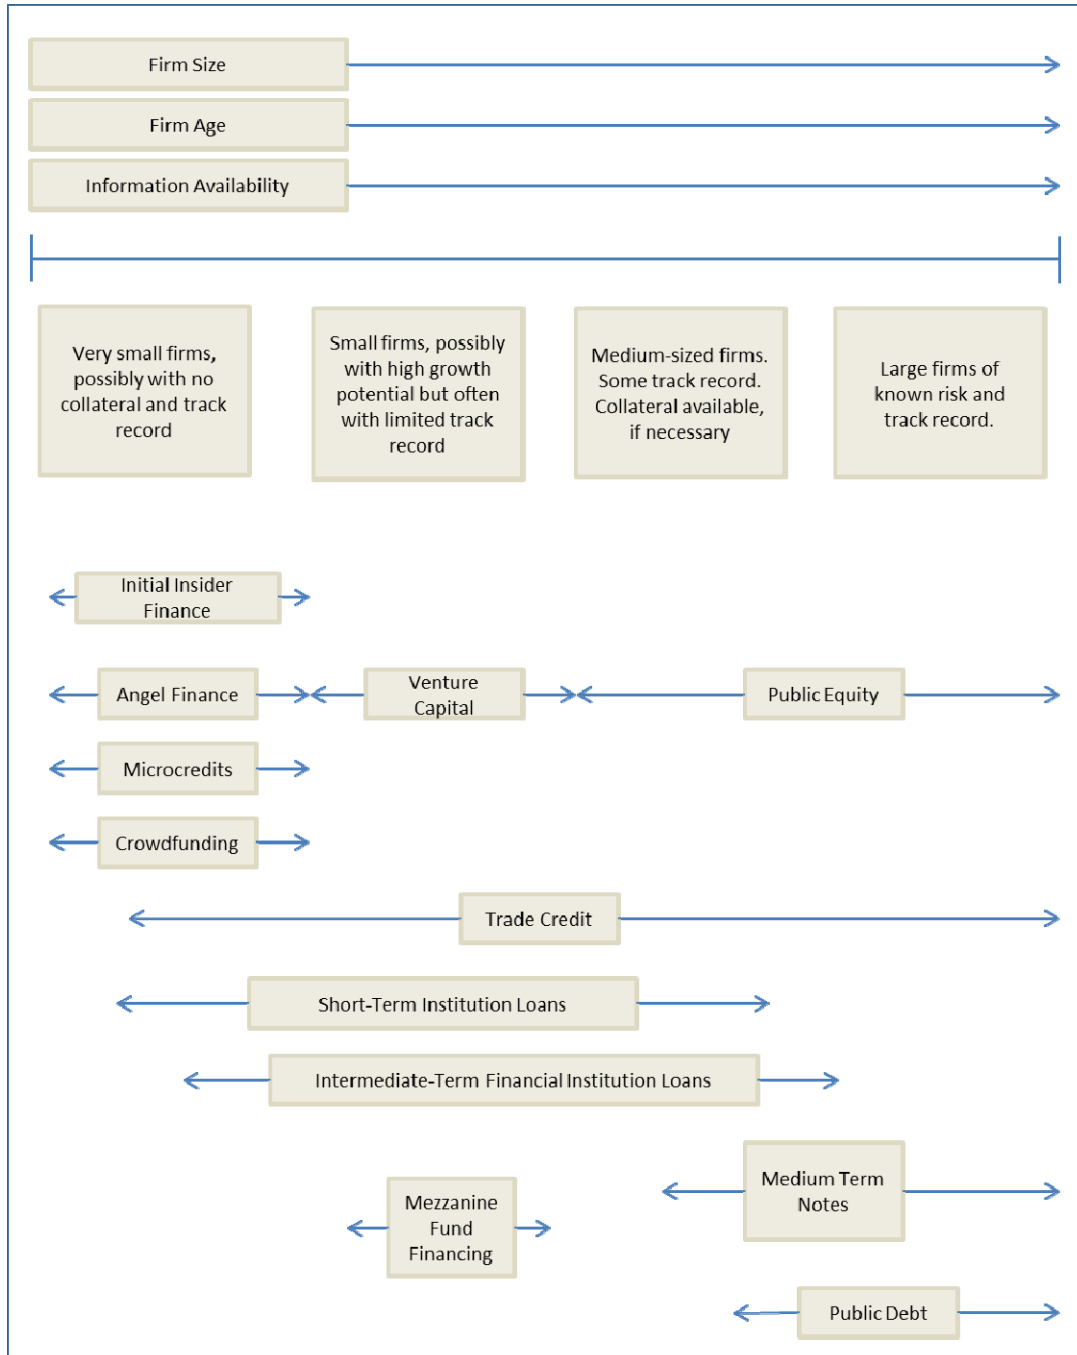 Firm Size
Firm Age
Information Availability
Very small firms,
possibly with no
collateral and track
record
Small firms, possibly
with high growth
potential but often
with limited track
record
Medium-sized firms.
Some track record.
Collateral available,
if necessary
Large firms of
known risk and
track record.
Initial Insider
Finance
Angel Finance
Venture
Capital
Public Equity
Microcredits
Crowdfunding
Trade Credit
Short-Term Institution Loans
Intermediate-Term Financial Institution Loans
Medium Term
Notes
Mezzanine
Fund
Financing
Public Debt